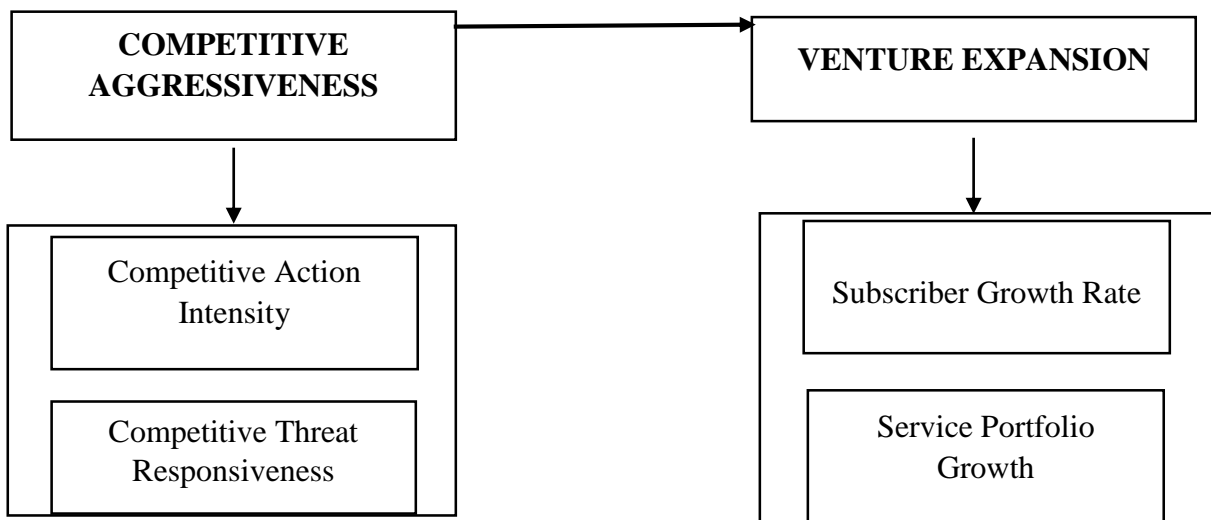 COMPETITIVE
AGGRESSIVENESS
VENTURE EXPANSION
Competitive Action
Intensity
Competitive Threat
Responsiveness
Subscriber Growth Rate
Service Portfolio
Growth